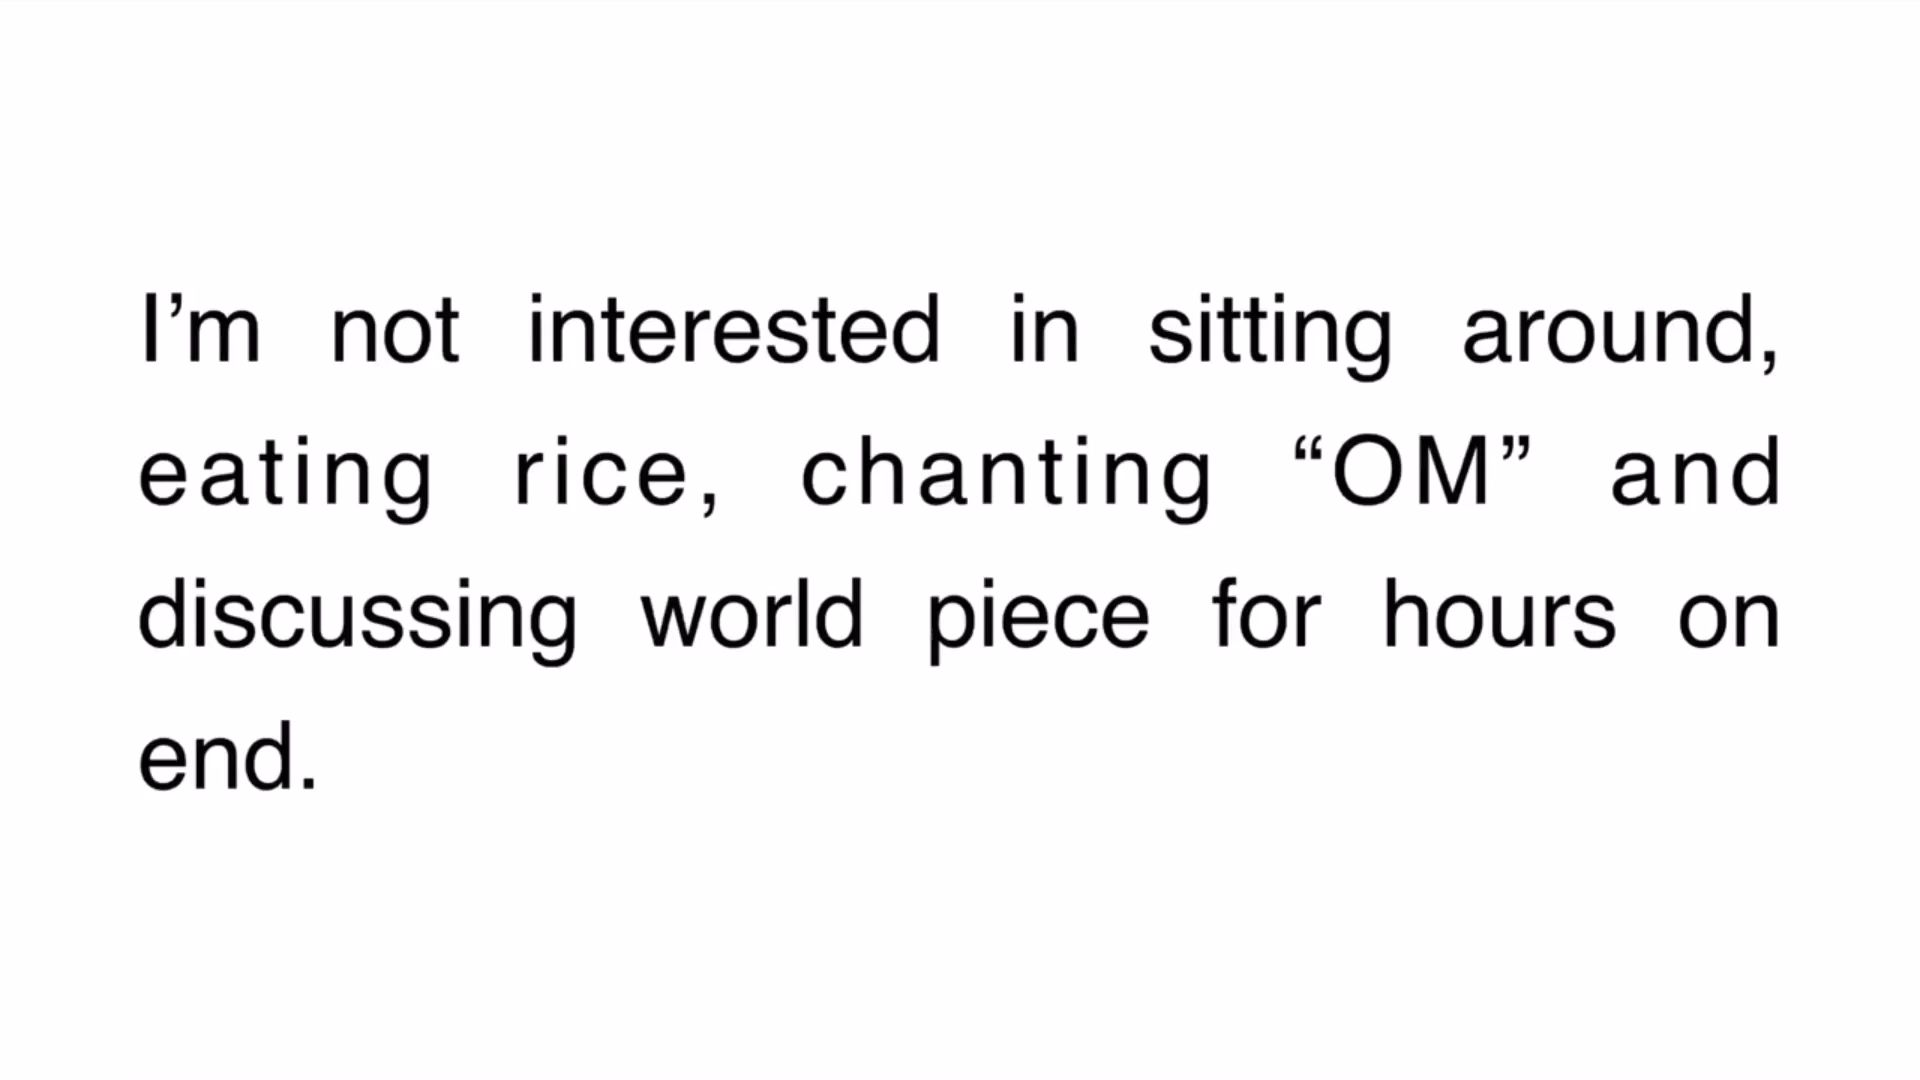 I’m not interested in sitting around,
eating rice, chanting “OM” and
discussing world piece for hours on
end.